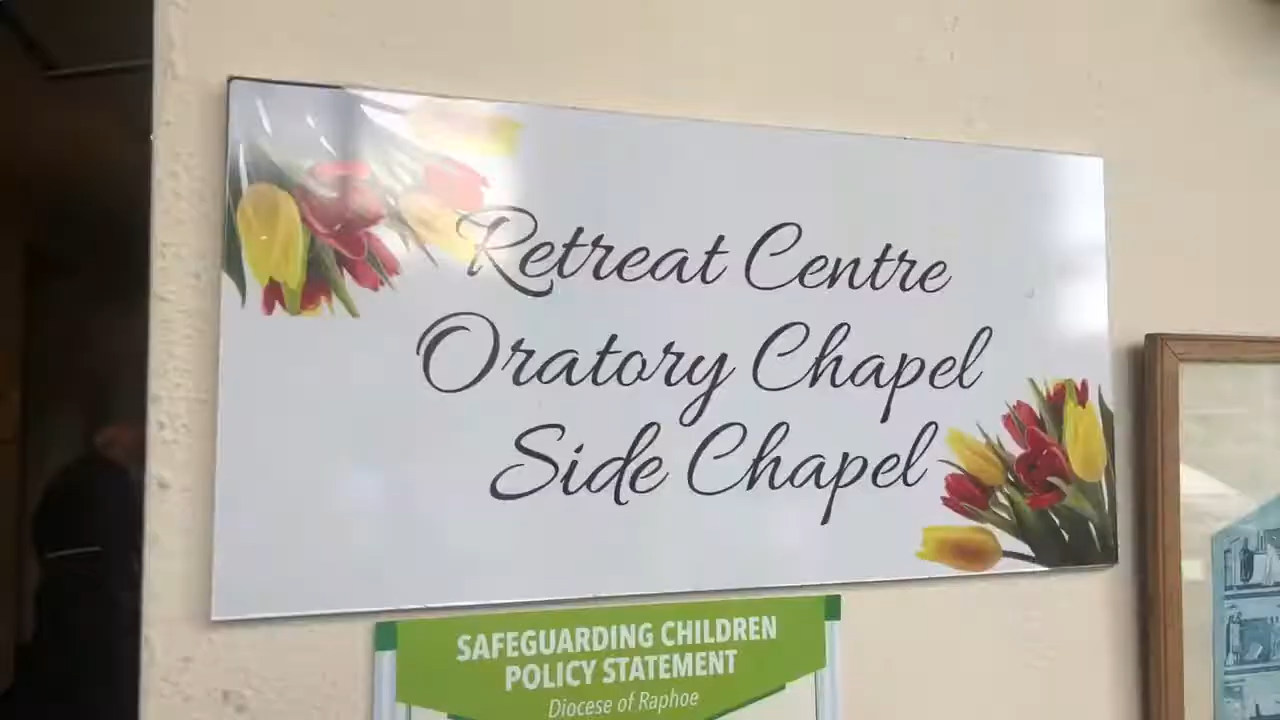 Retreat Centre
Oratory Chapel
Side Chapel
SAFEGUARDING CHILDREN
POLICY STATEMENT
Diocese of Raphoe